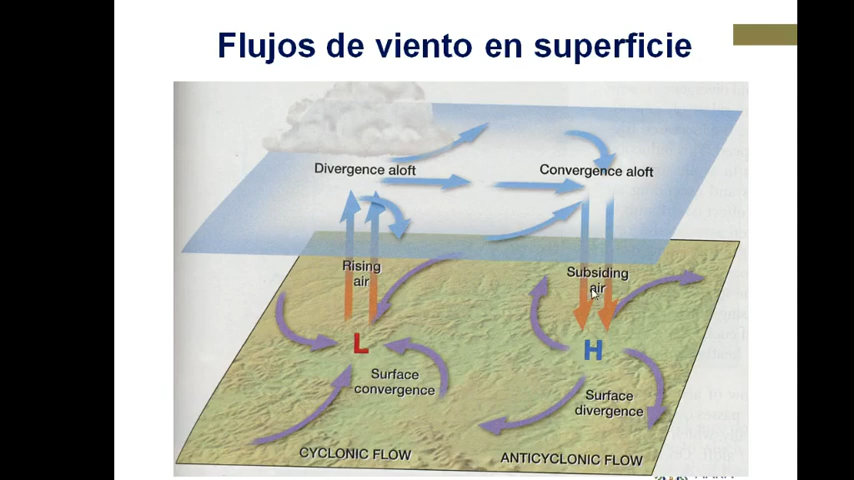 Flujos de viento en superficie
Divergence aloft
Convergence aloft
Rising
air
Subsiding
air
L
H
Surface
convergence
Surface
divergence
CYCLONIC FLOW
ANTICYCLONIC FLOW